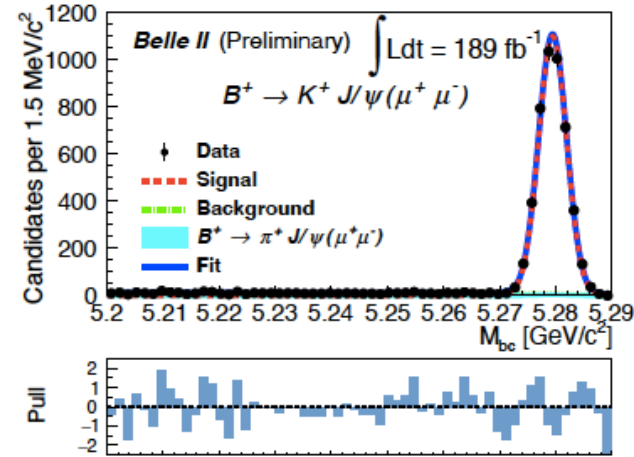 Belle II (Preliminary) ∫ Ldt = 189 fb⁻¹
B⁺ → K⁺ J/ψ(μ⁺ μ⁻)
Data
Signal
Background
B⁺ → π⁺ J/ψ(μ⁺μ⁻)
Fit
Candidates per 1.5 MeV/c²
1200
1000
800
600
400
200
0
5.2 5.21 5.22 5.23 5.24 5.25 5.26 5.27 5.28 5.29
M_bc [GeV/c²]
Pull
2
1
0
−1
−2